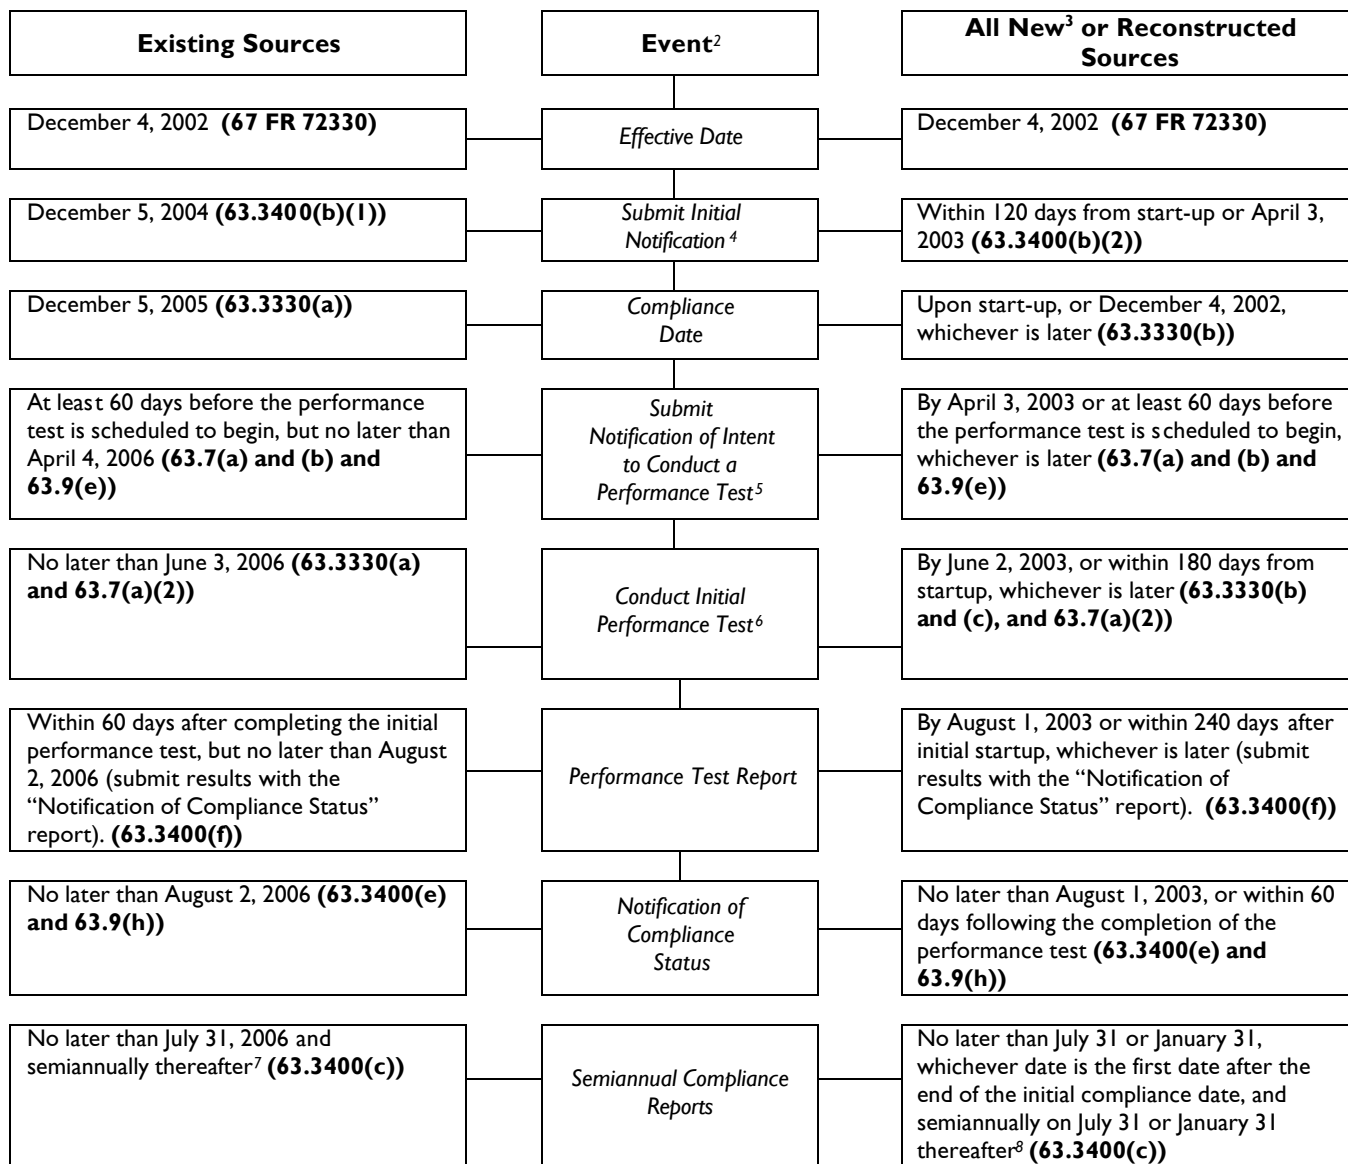 Existing Sources
Event2
All New3 or Reconstructed
Sources
December 4, 2002 (67 FR 72330)
Effective Date
December 4, 2002 (67 FR 72330)
December 5, 2004 (63.3400(b)(1))
Submit Initial
Notification 4
Within 120 days from start-up or April 3,
2003 (63.3400(b)(2))
December 5, 2005 (63.3330(a))
Compliance
Date
Upon start-up, or December 4, 2002,
whichever is later (63.3330(b))
At least 60 days before the performance
test is scheduled to begin, but no later than
April 4, 2006 (63.7(a) and (b) and
63.9(e))
Submit
Notification of Intent
to Conduct a
Performance Test5
By April 3, 2003 or at least 60 days before
the performance test is scheduled to begin,
whichever is later (63.7(a) and (b) and
63.9(e))
No later than June 3, 2006 (63.3330(a)
and 63.7(a)(2))
Conduct Initial
Performance Test6
By June 2, 2003, or within 180 days from
startup, whichever is later (63.3330(b)
and (c), and 63.7(a)(2))
Within 60 days after completing the initial
performance test, but no later than August
2, 2006 (submit results with the
“Notification of Compliance Status”
report). (63.3400(f))
Performance Test Report
By August 1, 2003 or within 240 days after
initial startup, whichever is later (submit
results with the “Notification of
Compliance Status” report). (63.3400(f))
No later than August 2, 2006 (63.3400(e)
and 63.9(h))
Notification of
Compliance
Status
No later than August 1, 2003, or within 60
days following the completion of the
performance test (63.3400(e) and
63.9(h))
No later than July 31, 2006 and
semiannually thereafter7 (63.3400(c))
Semiannual Compliance
Reports
No later than July 31 or January 31,
whichever date is the first date after the
end of the initial compliance date, and
semiannually on July 31 or January 31
thereafter8 (63.3400(c))